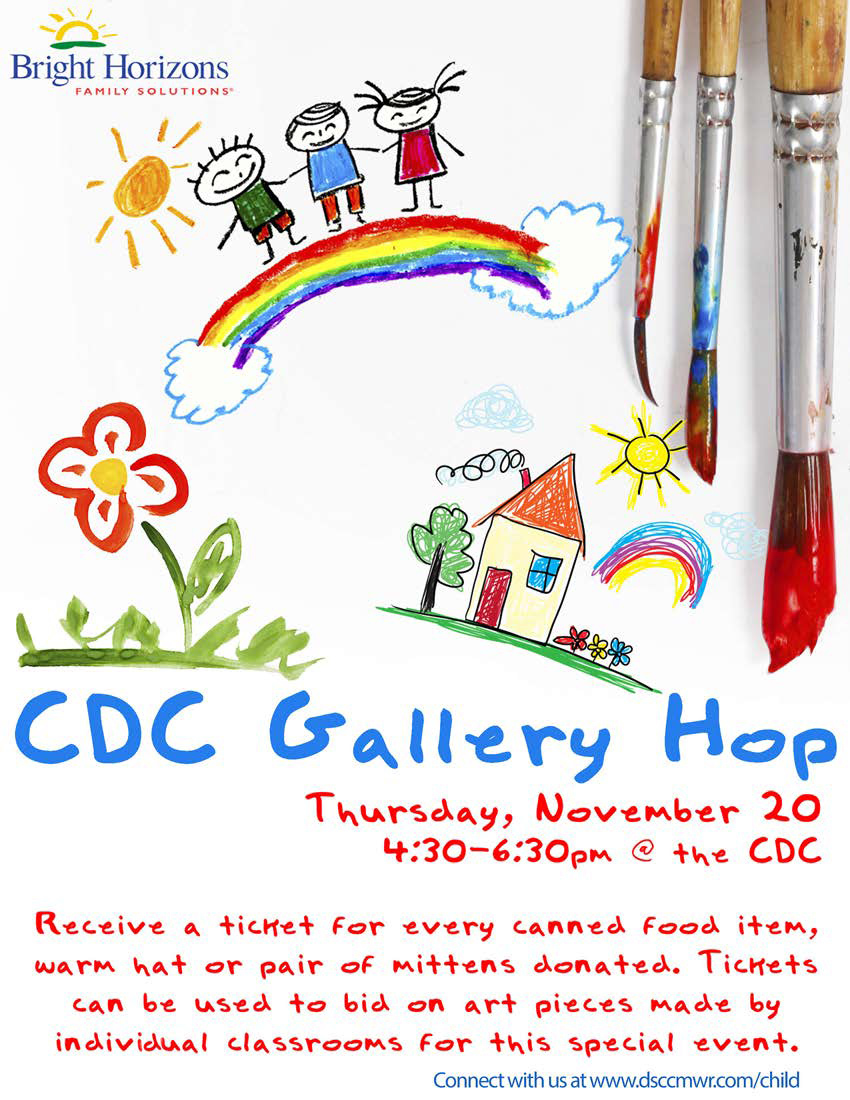 Bright Horizons
FAMILY SOLUTIONS®
CDC Gallery Hop
Thursday, November 20
4:30-6:30pm @ the CDC
Receive a ticket for every canned food item,
warm hat or pair of mittens donated. Tickets
can be used to bid on art pieces made by
individual classrooms for this special event.
Connect with us at www.dsccmwr.com/child